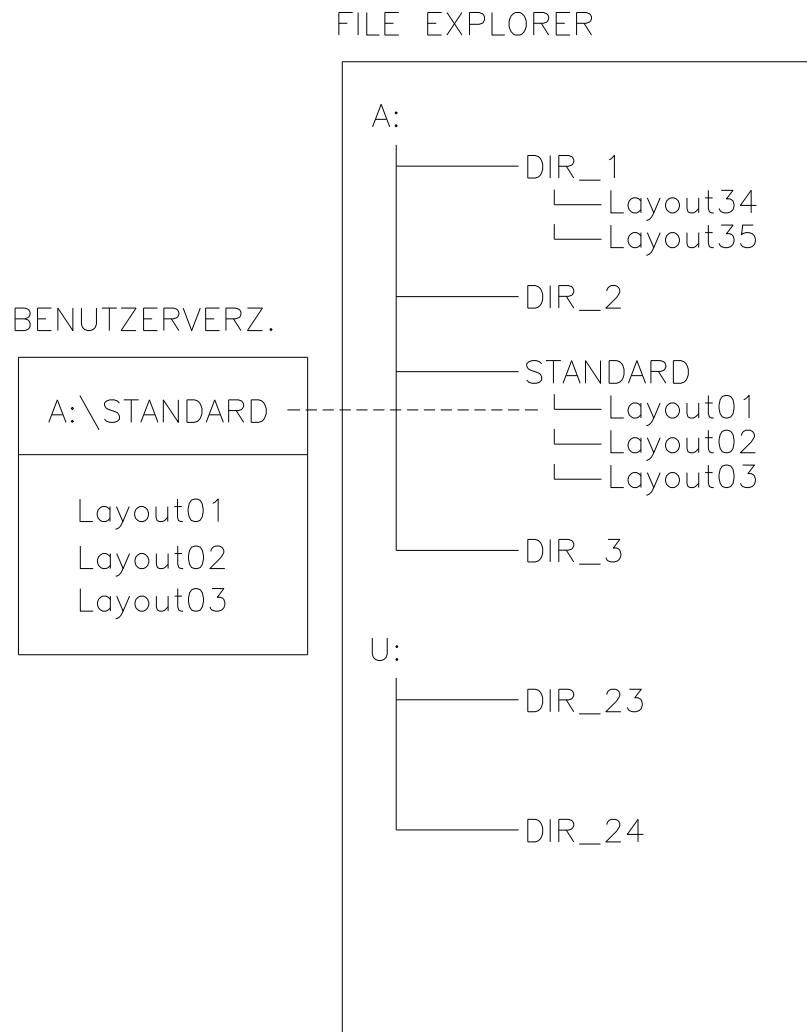 FILE EXPLORER
A:
DIR_1
Layout34
Layout35
DIR_2
STANDARD
Layout01
Layout02
Layout03
DIR_3
U:
DIR_23
DIR_24
BENUTZERVERZ.
A:\STANDARD
Layout01
Layout02
Layout03